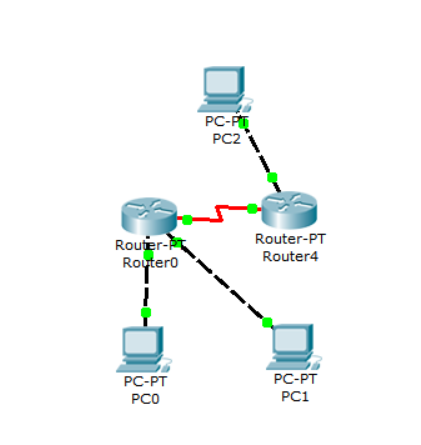 PC-PT
PC2
Router-PT
Router0
Router-PT
Router4
PC-PT
PC0
PC-PT
PC1